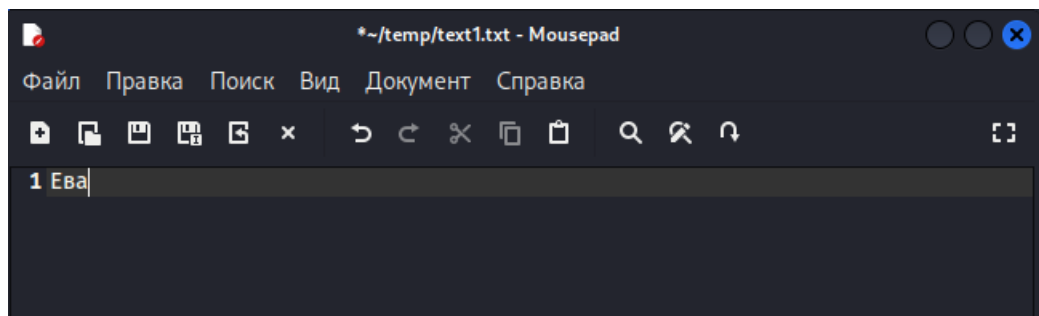 *~/temp/text1.txt - Mousepad
Файл Правка Поиск Вид Документ Справка
1 Ева